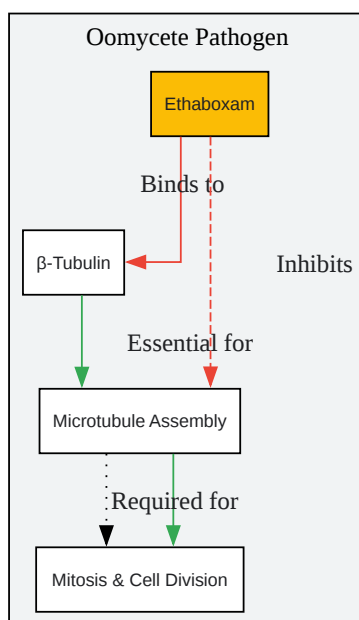 Oomycete Pathogen
Ethaboxam
Binds to
β-Tubulin
Inhibits
Essential for
Microtubule Assembly
Required for
Mitosis & Cell Division